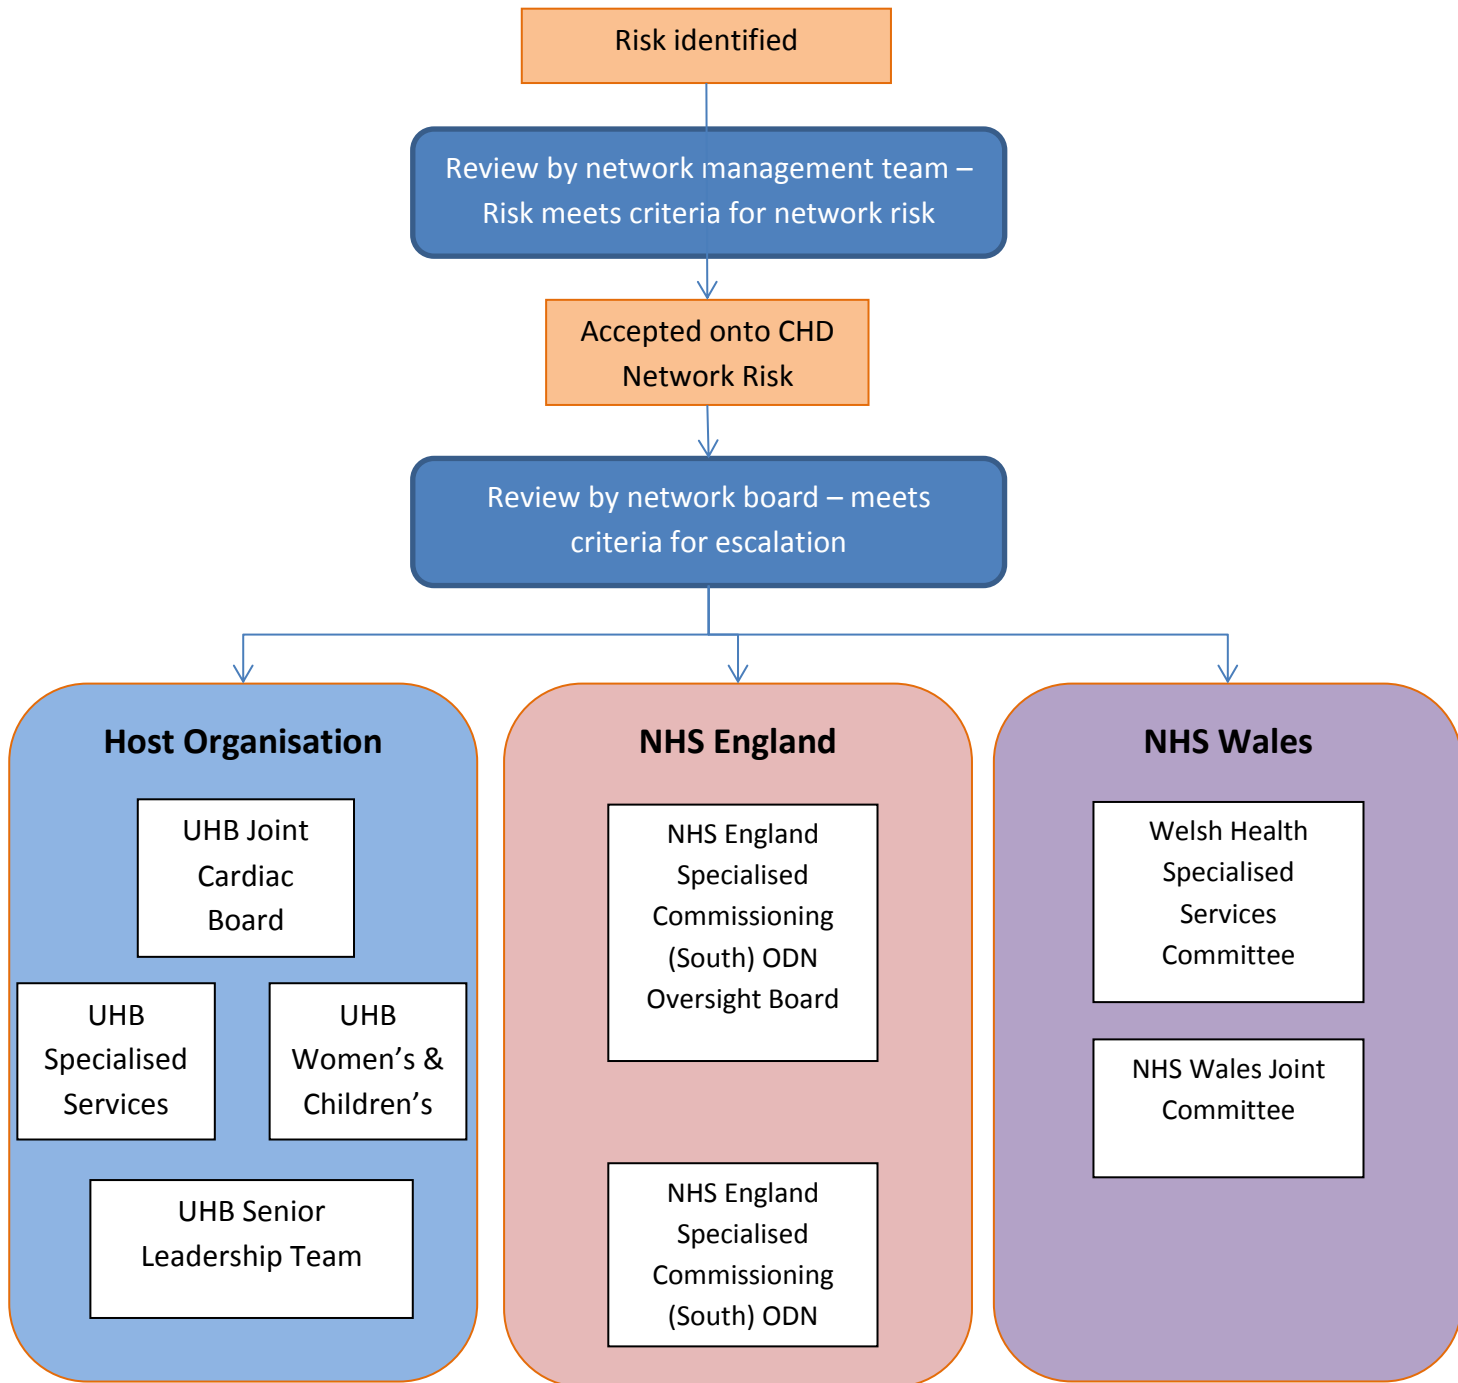 Risk identified
Review by network management team –
Risk meets criteria for network risk
Accepted onto CHD
Network Risk
Review by network board – meets
criteria for escalation
Host Organisation
UHB Joint
Cardiac
Board
UHB
Specialised
Services
UHB
Women’s &
Children’s
UHB Senior
Leadership Team
NHS England
NHS England
Specialised
Commissioning
(South) ODN
Oversight Board
NHS England
Specialised
Commissioning
(South) ODN
NHS Wales
Welsh Health
Specialised
Services
Committee
NHS Wales Joint
Committee